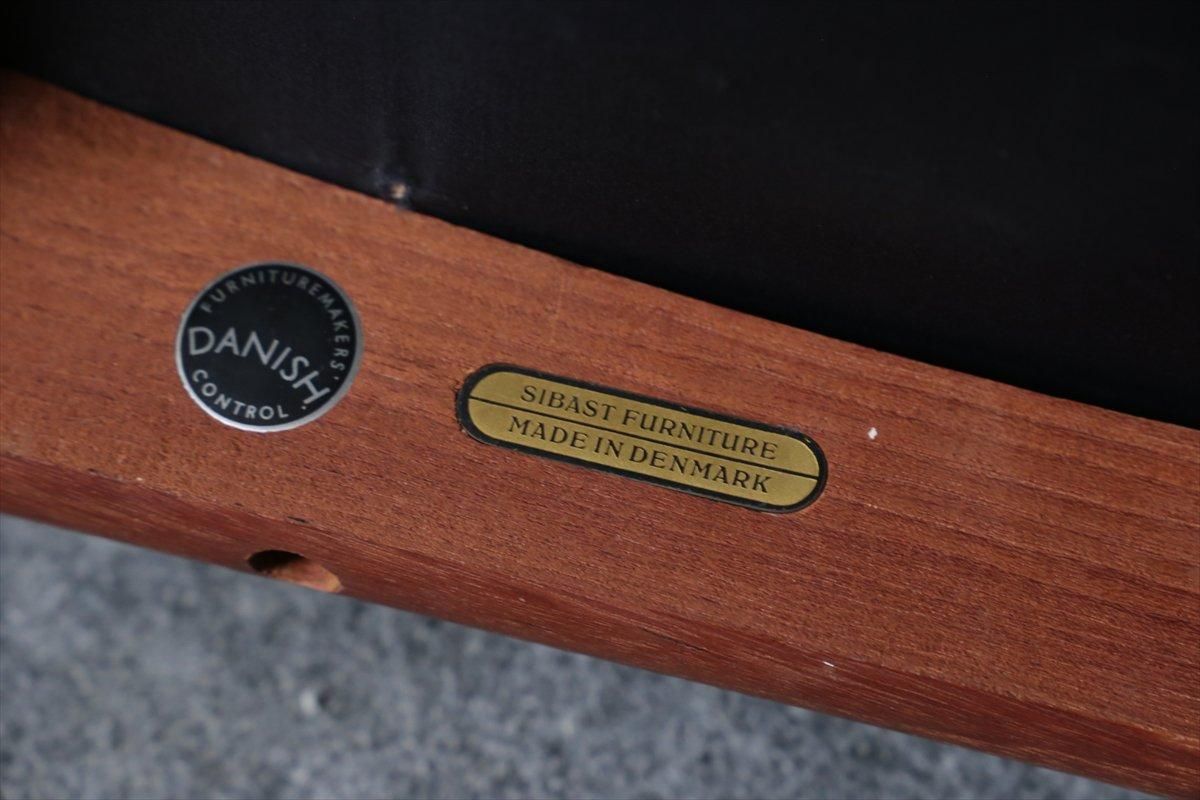 FURNITUREMAKERS'
DANISH
CONTROL
SIBAST FURNITURE
MADE IN DENMARK